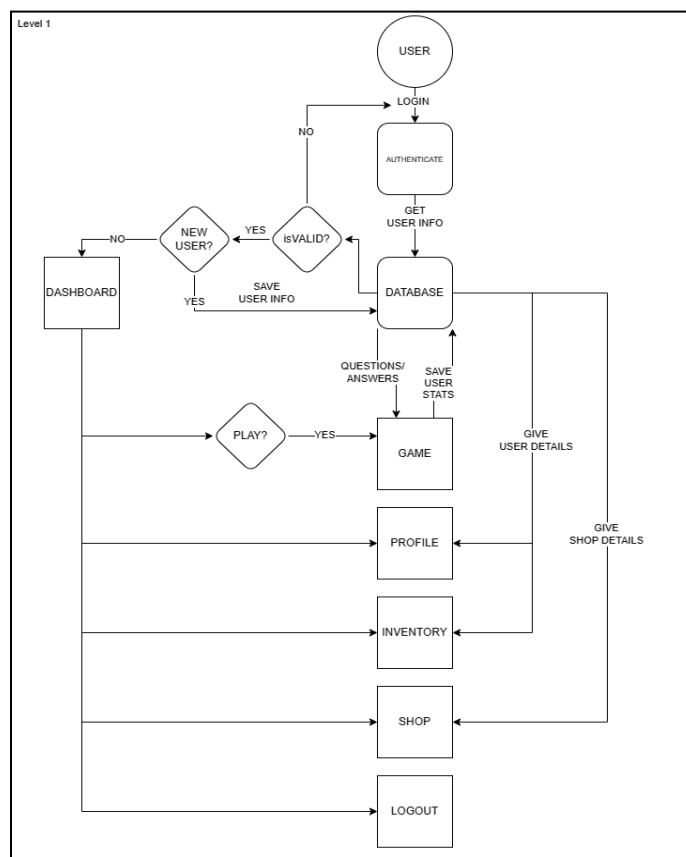 Level 1
USER
LOGIN
NO
AUTHENTICATE
GET
USER INFO
NEW
USER?
YES
isVALID?
NO
DASHBOARD
DATABASE
SAVE
USER INFO
YES
QUESTIONS/
ANSWERS
SAVE
USER
STATS
PLAY?
YES
GAME
GIVE
USER DETAILS
PROFILE
GIVE
SHOP DETAILS
INVENTORY
SHOP
LOGOUT